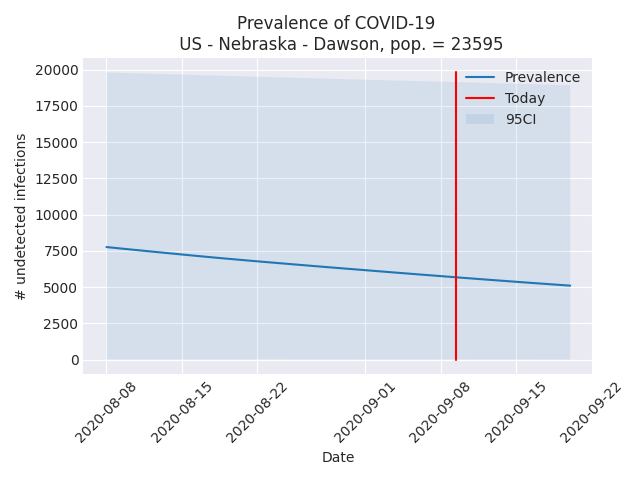 Prevalence of COVID-19
US - Nebraska - Dawson, pop. = 23595
20000
17500
15000
12500
10000
7500
5000
2500
0
# undetected infections
Prevalence
Today
95CI
2020-08-08
2020-08-15
2020-08-22
2020-09-01
2020-09-08
2020-09-15
2020-09-22
Date